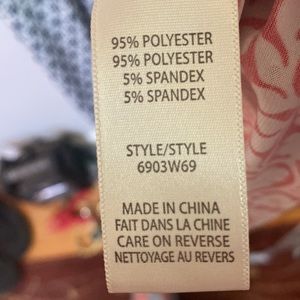 95% POLYESTER
95% POLYESTER
5% SPANDEX
5% SPANDEX
STYLE/STYLE
6903W69
MADE IN CHINA
FAIT DANS LA CHINE
CARE ON REVERSE
NETTOYAGE AU REVERS